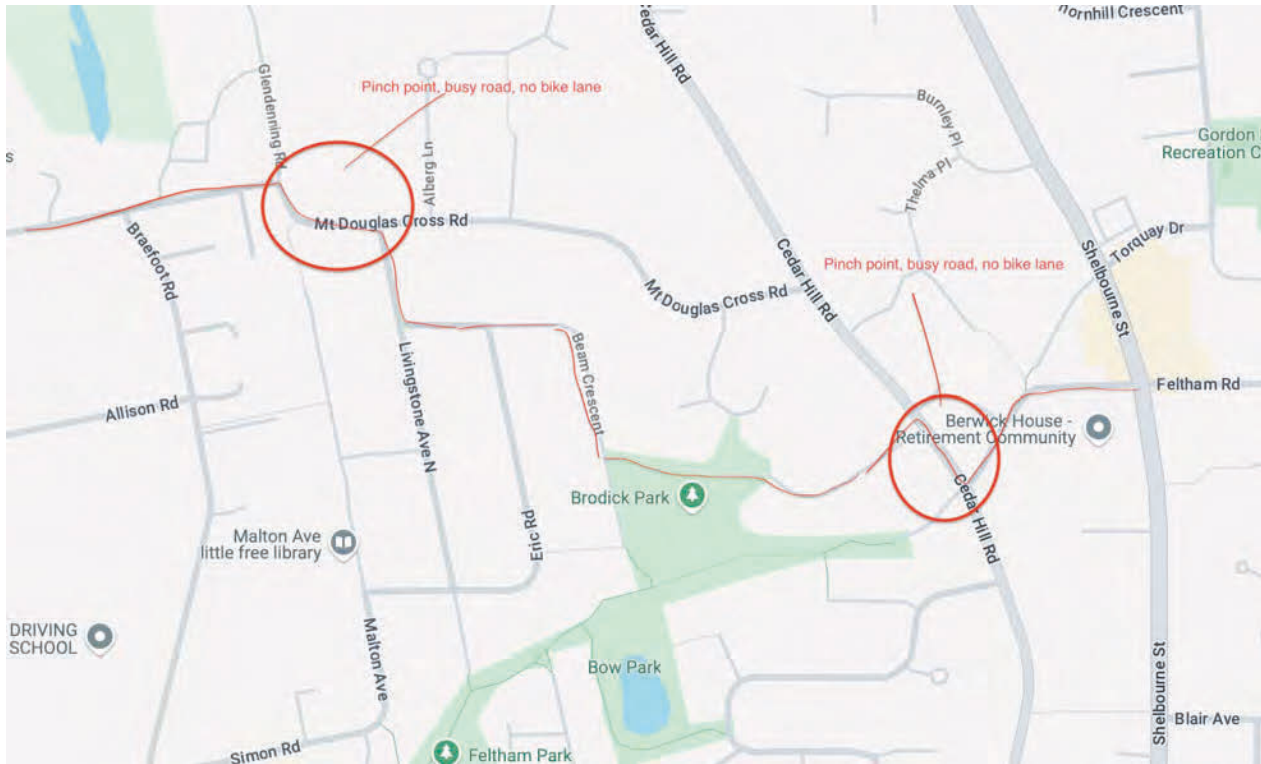 ornhill Crescent
Cedar Hill Rd
Glendenning Rd
Pinch point, busy road, no bike lane
Burnley Pl
Gordon
Recreation C
s
Alberg Ln
Thelma Pl
Mt Douglas Cross Rd
Braefoot Rd
Torquay Dr
Shelbourne St
Cedar Hill Rd
Pinch point, busy road, no bike lane
Mt Douglas Cross Rd
Beam Crescent
Livingstone Ave N
Feltham Rd
Allison Rd
Berwick House -
Retirement Community
Brodick Park
Cedar Hill Rd
Eric Rd
Malton Ave
little free library
DRIVING
SCHOOL
Malton Ave
Bow Park
Shelbourne St
Blair Ave
Simon Rd
Feltham Park